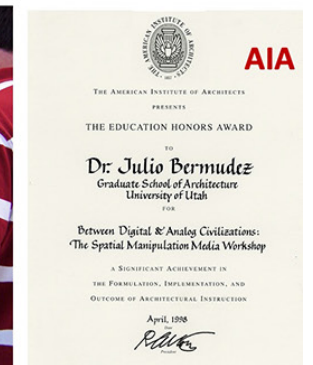 THE AMERICAN INSTITUTE OF ARCHITECTS
AIA
THE AMERICAN INSTITUTE OF ARCHITECTS
PRESENTS
THE EDUCATION HONORS AWARD
TO
Dr. Julio Bermudez
Graduate School of Architecture
University of Utah
FOR
Between Digital & Analog Civilizations:
The Spatial Manipulation Media Workshop
A SIGNIFICANT ACHIEVEMENT IN
THE FORMULATION, IMPLEMENTATION, AND
OUTCOME OF ARCHITECTURAL INSTRUCTION
April, 1998
President